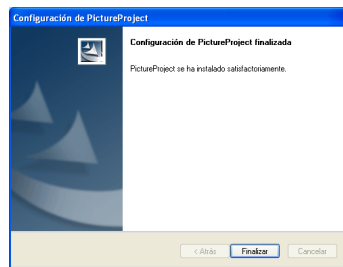 Configuración de PictureProject
Configuración de PictureProject finalizada
PictureProject se ha instalado satisfactoriamente.
< Atrás
Finalizar
Cancelar